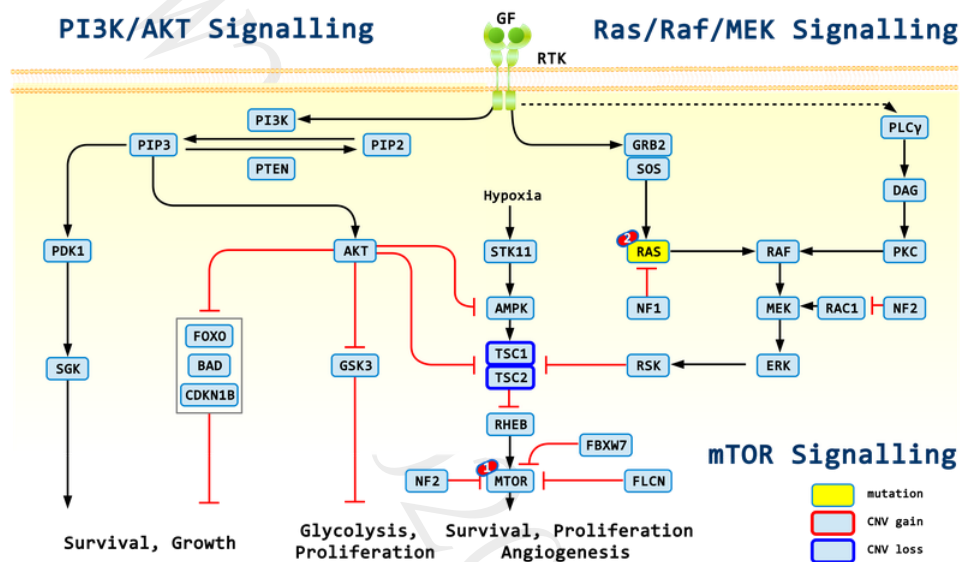 PI3K/AKT Signalling
GF
Ras/Raf/MEK Signalling
RTK
PI3K
PLCγ
PIP3
PIP2
GRB2
PTEN
SOS
DAG
Hypoxia
2
PDK1
AKT
STK11
RAS
RAF
PKC
AMPK
NF1
MEK
RAC1
NF2
FOXO
TSC1
BAD
GSK3
SGK
TSC2
RSK
ERK
CDKN1B
RHEB
FBXW7
mTOR Signalling
1
NF2
MTOR
FLCN
mutation
CNV gain
CNV loss
Survival, Growth
Glycolysis,
Proliferation
Survival, Proliferation
Angiogenesis